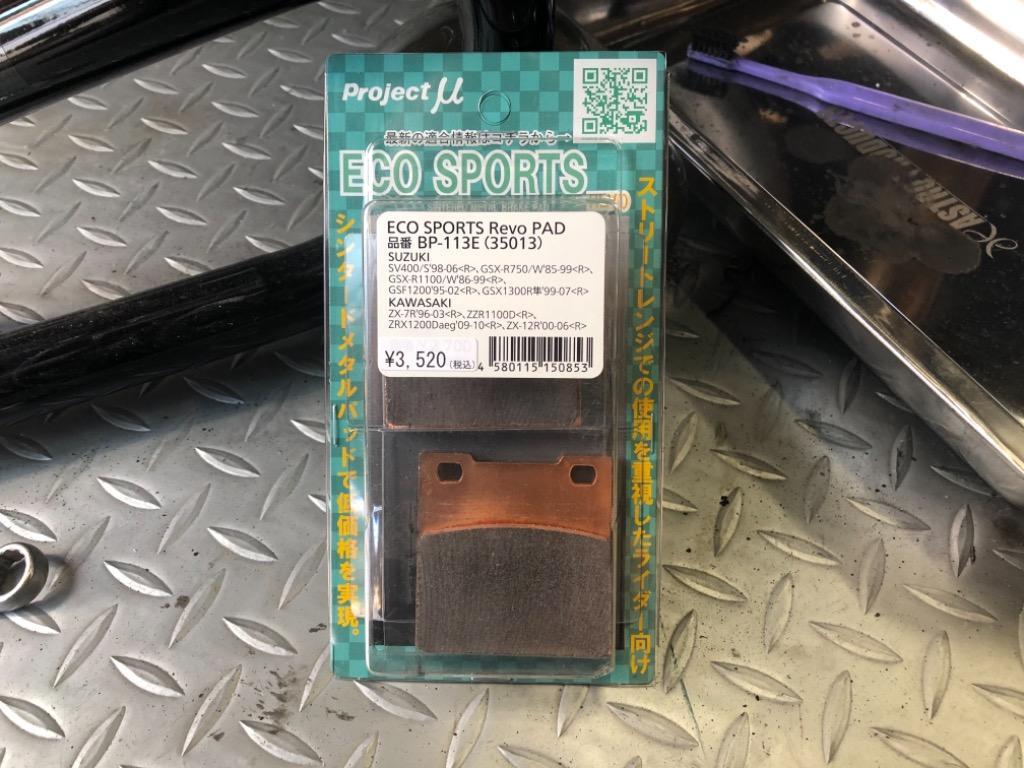 Project μ
最新の適合情報はコチラから→
ECO SPORTS
ストリートレンジでの使用を重視したライダー向け
シンタードメタルパッドで低価格を実現。
ECO SPORTS Revo PAD
品番 BP-113E (35013)
SUZUKI
SV400/S'98-06<R>、GSX-R750/W'85-99<R>、
GSX-R1100/W'86-99<R>、
GSF1200'95-02<R>、GSX1300R隼'99-07<R>
KAWASAKI
ZX-7R'96-03<R>、ZZR1100D<R>、
ZRX1200Daeg'09-10<R>、ZX-12R'00-06<R>
¥3,520(税込)
4 580115 150853